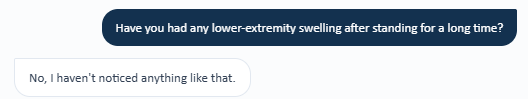 Have you had any lower-extremity swelling after standing for a long time?
No, I haven't noticed anything like that.